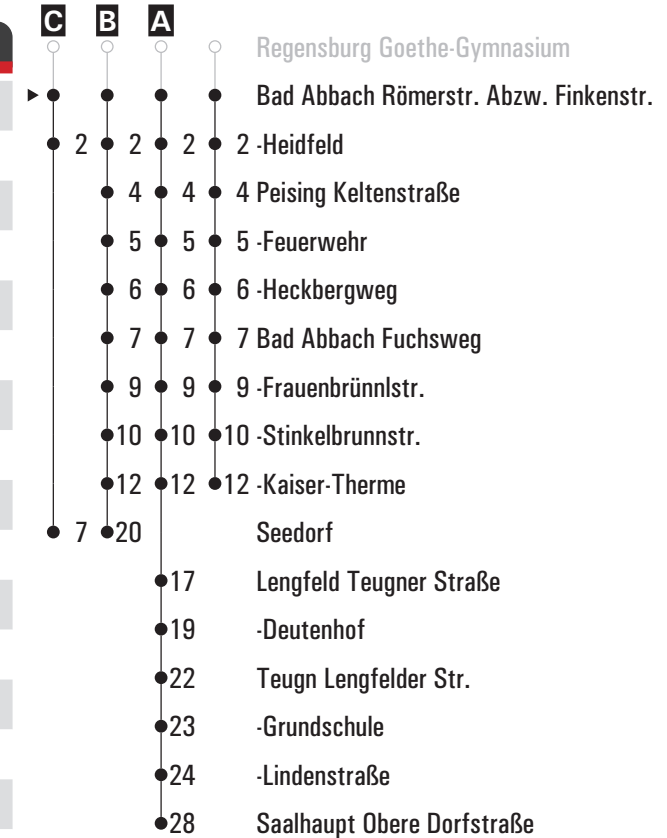 C B A
Regensburg Goethe-Gymnasium
Bad Abbach Römerstr. Abzw. Finkenstr.
2 2 2 2 -Heidfeld
4 4 4 Peising Keltenstraße
5 5 5 -Feuerwehr
6 6 6 -Heckbergweg
7 7 7 Bad Abbach Fuchsweg
9 9 9 -Frauenbrünnlstr.
10 10 10 -Stinkelbrunnstr.
12 12 12 -Kaiser-Therme
7 20 Seedorf
17 Lengfeld Teugner Straße
19 -Deutenhof
22 Teugn Lengfelder Str.
23 -Grundschule
24 -Lindenstraße
28 Saalhaupt Obere Dorfstraße